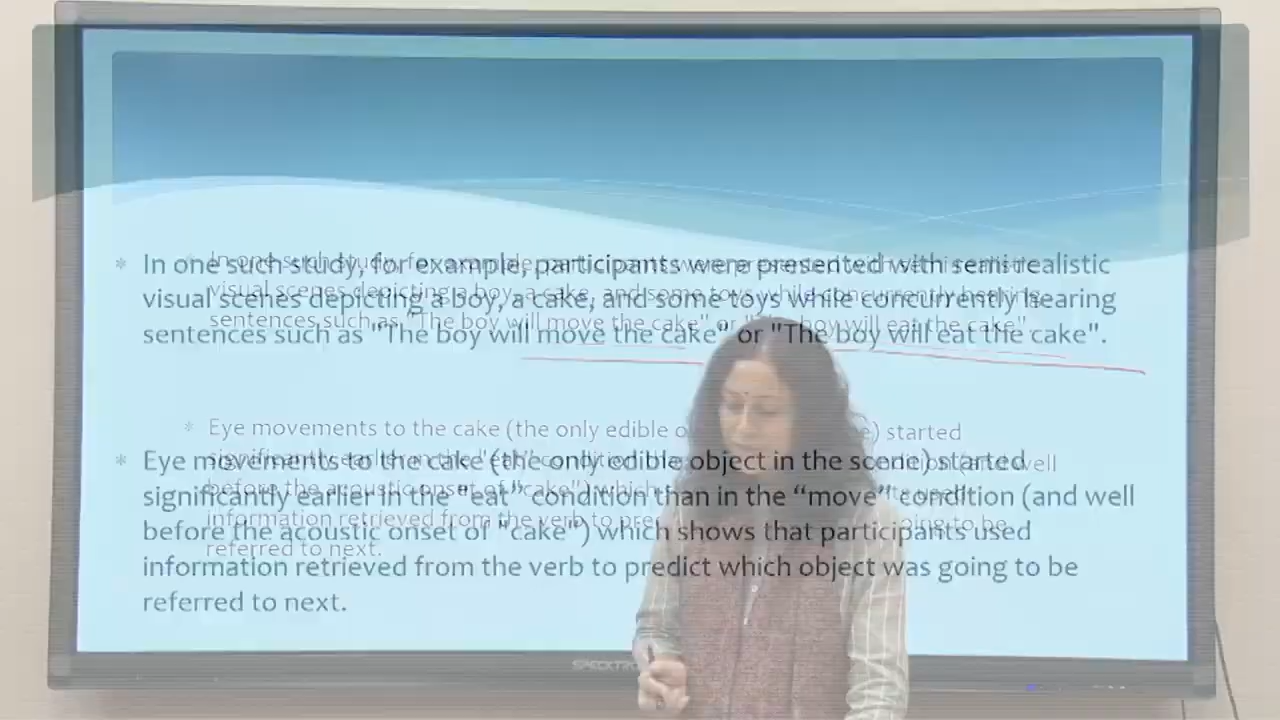 * In one such study, for example, participants were presented with semi realistic
visual scenes depicting a boy, a cake, and some toys while concurrently hearing
sentences such as "The boy will move the cake" or "The boy will eat the cake".
* Eye movements to the cake (the only edible object in the scene) started
significantly earlier in the "eat" condition than in the “move” condition (and well
before the acoustic onset of "cake") which shows that participants used
information retrieved from the verb to predict which object was going to be
referred to next.